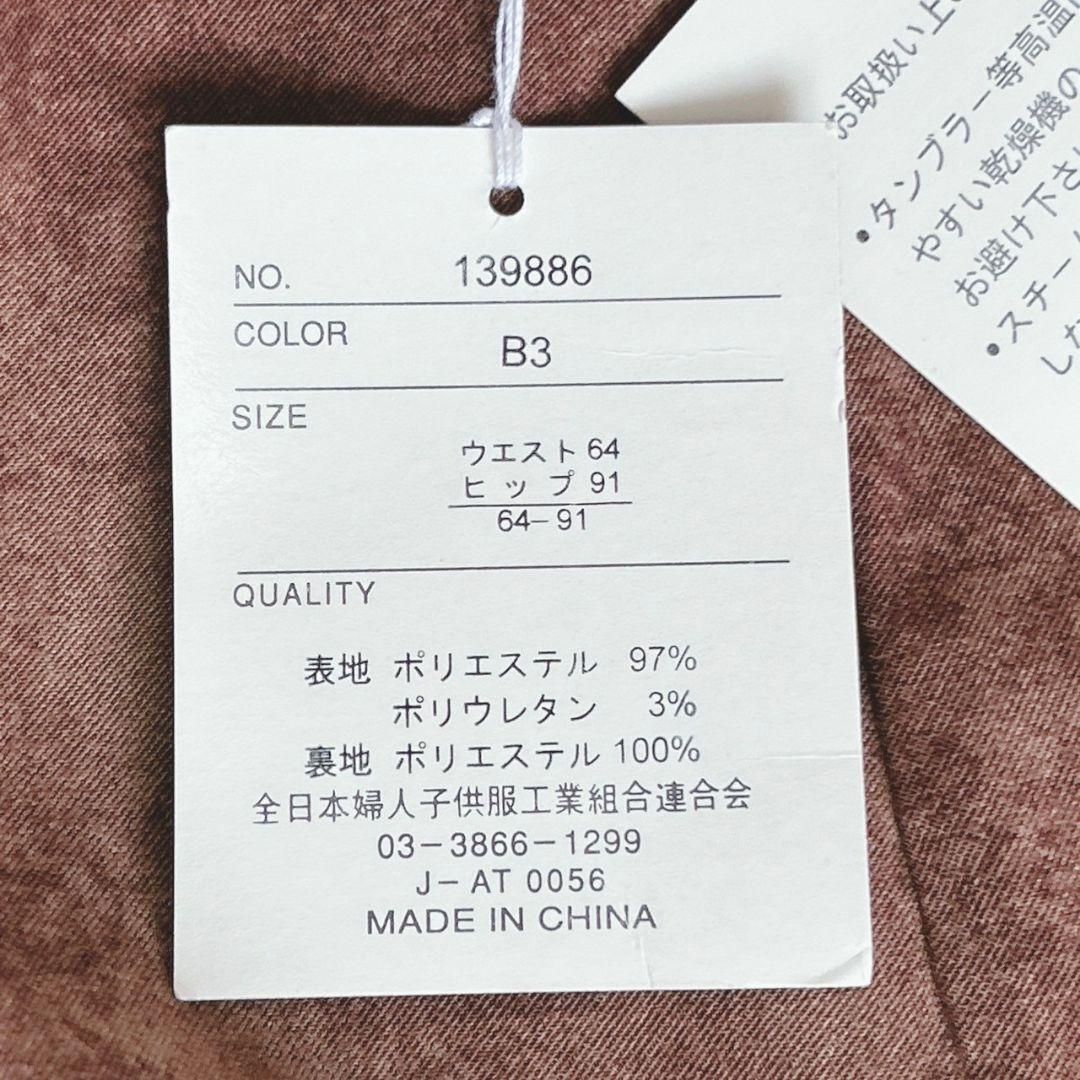 NO. 139886
COLOR B3
SIZE
ウエスト 64
ヒップ 91
64-91
QUALITY
表地 ポリエステル 97%
ポリウレタン 3%
裏地 ポリエステル 100%
全日本婦人子供服工業組合連合会
03-3866-1299
J-AT 0056
MADE IN CHINA
お取扱い上
•タンブラー等高温
やすい乾燥機の
お避け下さ
•スチー
した